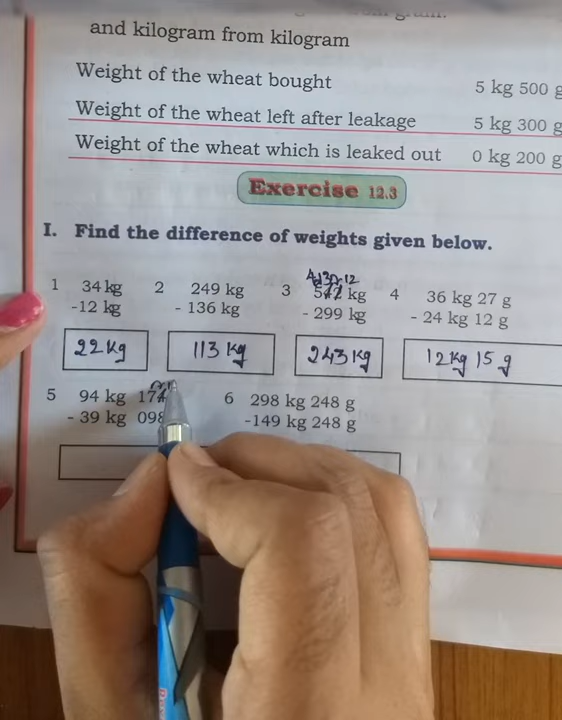 and kilogram from kilogram
Weight of the wheat bought 5 kg 500 g
Weight of the wheat left after leakage 5 kg 300 g
Weight of the wheat which is leaked out 0 kg 200 g
Exercise 12.3
I. Find the difference of weights given below.
1 34 kg 2 249 kg 3 kg 4 36 kg 27 g
-12 kg - 136 kg - 299 kg - 24 kg 12 g
22 kg 113 kg 243 kg 12 kg 15 g
5 94 kg 6 298 kg 248 g
- 39 kg 098 -149 kg 248 g